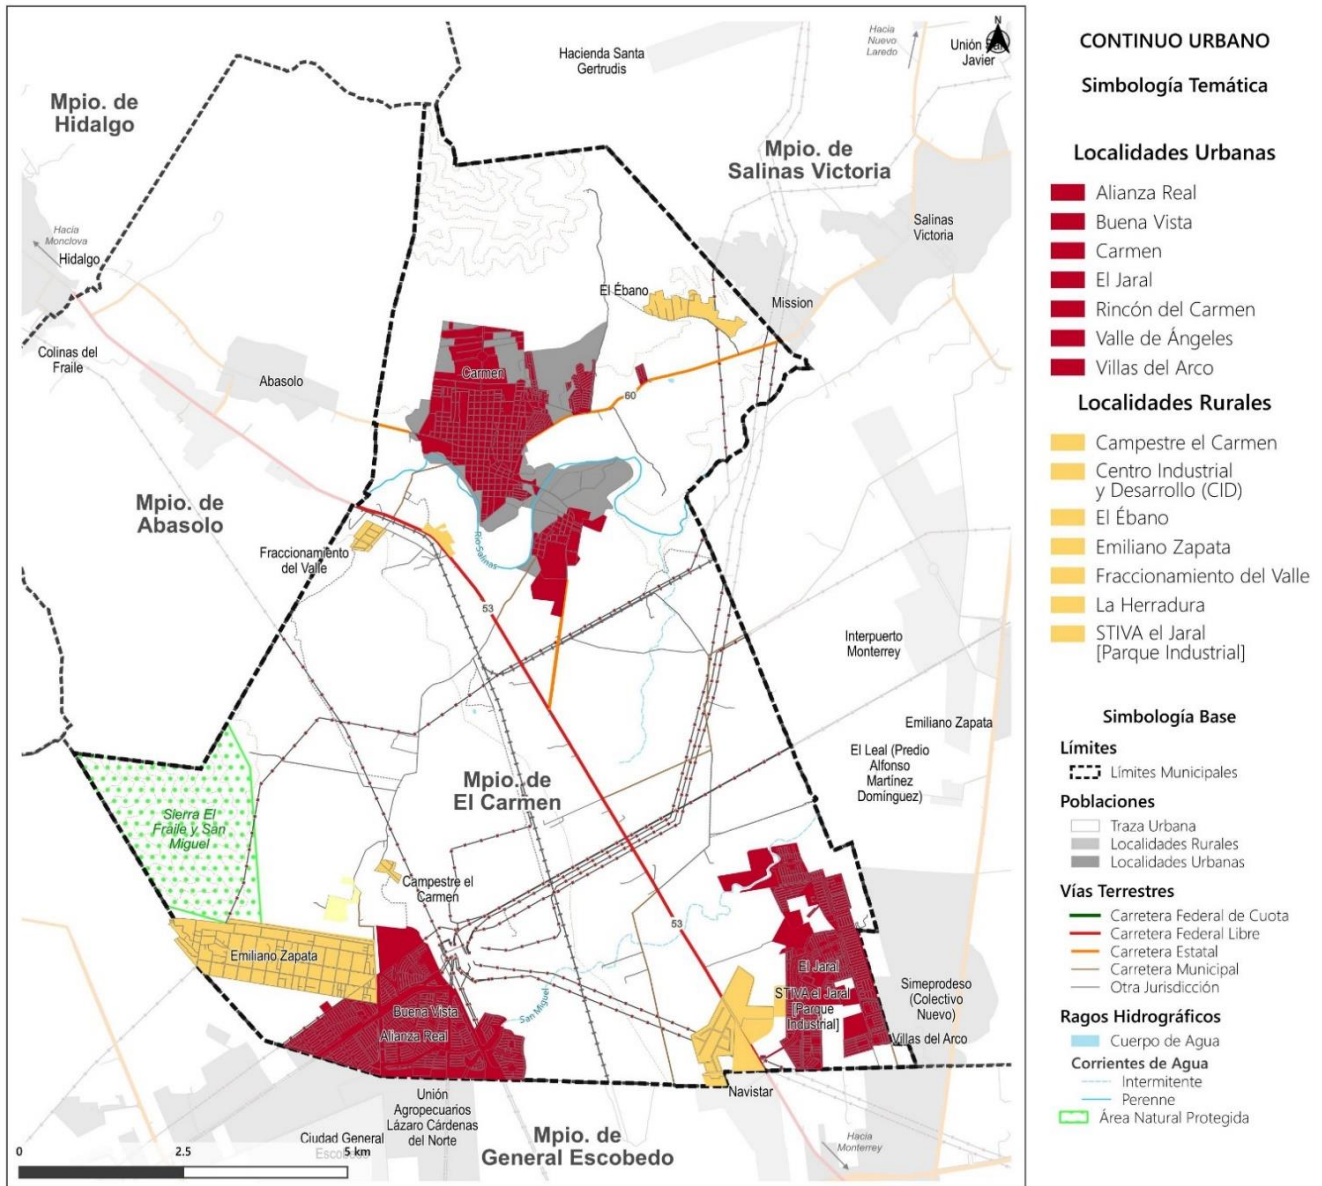 N
Hacia
Nuevo
Laredo
Unión San
Javier
Hacienda Santa
Gertrudis
Mpio. de
Hidalgo
Mpio. de
Salinas Victoria
Salinas
Victoria
Hacia
Monclova
Hidalgo
El Ébano
Mission
Colinas del
Fraile
Abasolo
Carmen
60
Mpio. de
Abasolo
Fraccionamiento
del Valle
Río Salinas
53
Interpuerto
Monterrey
Emiliano Zapata
El Leal (Predio
Alfonso
Martínez
Domínguez)
Mpio. de
El Carmen
Sierra El
Fraile y San
Miguel
Campestre el
Carmen
53
Emiliano Zapata
El Jaral
STIVA el Jaral
[Parque
Industrial]
Simeprodeso
(Colectivo
Nuevo)
Buena Vista
San Miguel
Alianza Real
Villas del Arco
Navistar
Unión
Agropecuarios
Lázaro Cárdenas
del Norte
Ciudad General
Escobedo
Mpio. de
General Escobedo
Hacia
Monterrey
0 2.5 5 km
CONTINUO URBANO
Simbología Temática
Localidades Urbanas
Alianza Real
Buena Vista
Carmen
El Jaral
Rincón del Carmen
Valle de Ángeles
Villas del Arco
Localidades Rurales
Campestre el Carmen
Centro Industrial
y Desarrollo (CID)
El Ébano
Emiliano Zapata
Fraccionamiento del Valle
La Herradura
STIVA el Jaral
[Parque Industrial]
Simbología Base
Límites
Límites Municipales
Poblaciones
Traza Urbana
Localidades Rurales
Localidades Urbanas
Vías Terrestres
Carretera Federal de Cuota
Carretera Federal Libre
Carretera Estatal
Carretera Municipal
Otra Jurisdicción
Ragos Hidrográficos
Cuerpo de Agua
Corrientes de Agua
Intermitente
Perenne
Área Natural Protegida